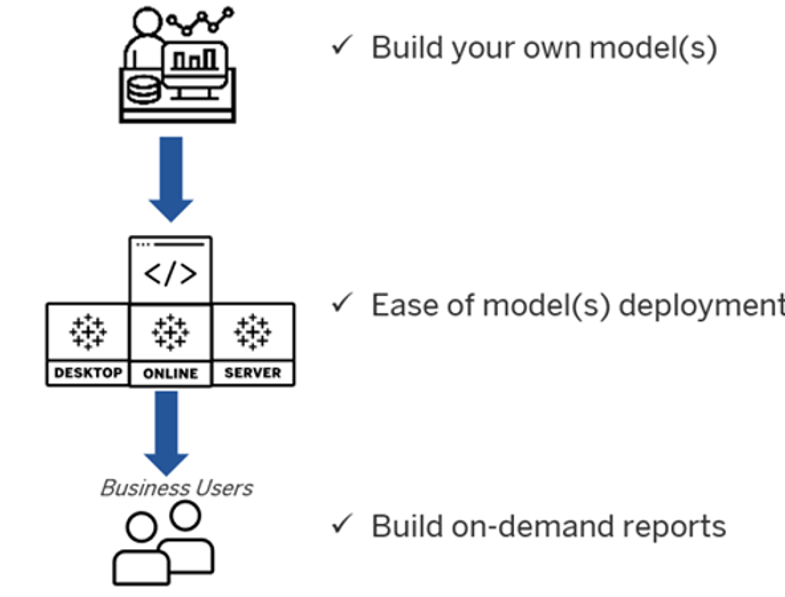 ✓ Build your own model(s)
</>
✓ Ease of model(s) deployment
DESKTOP ONLINE SERVER
Business Users
✓ Build on-demand reports